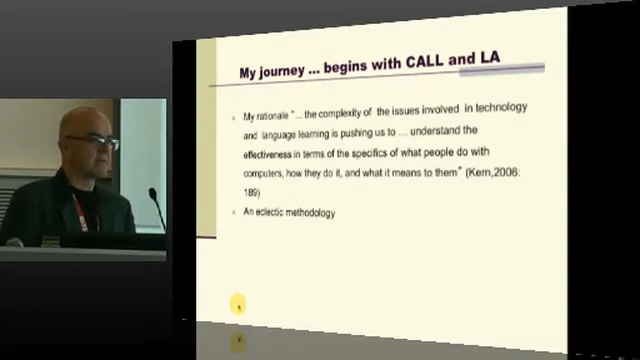 My journey ... begins with CALL and LA
My rationale "... the complexity of the issues involved in technology
and language learning is pushing us to ... understand the
effectiveness in terms of the specifics of what people do with
computers, how they do it, and what it means to them" (Kern,2006:
189)
An eclectic methodology